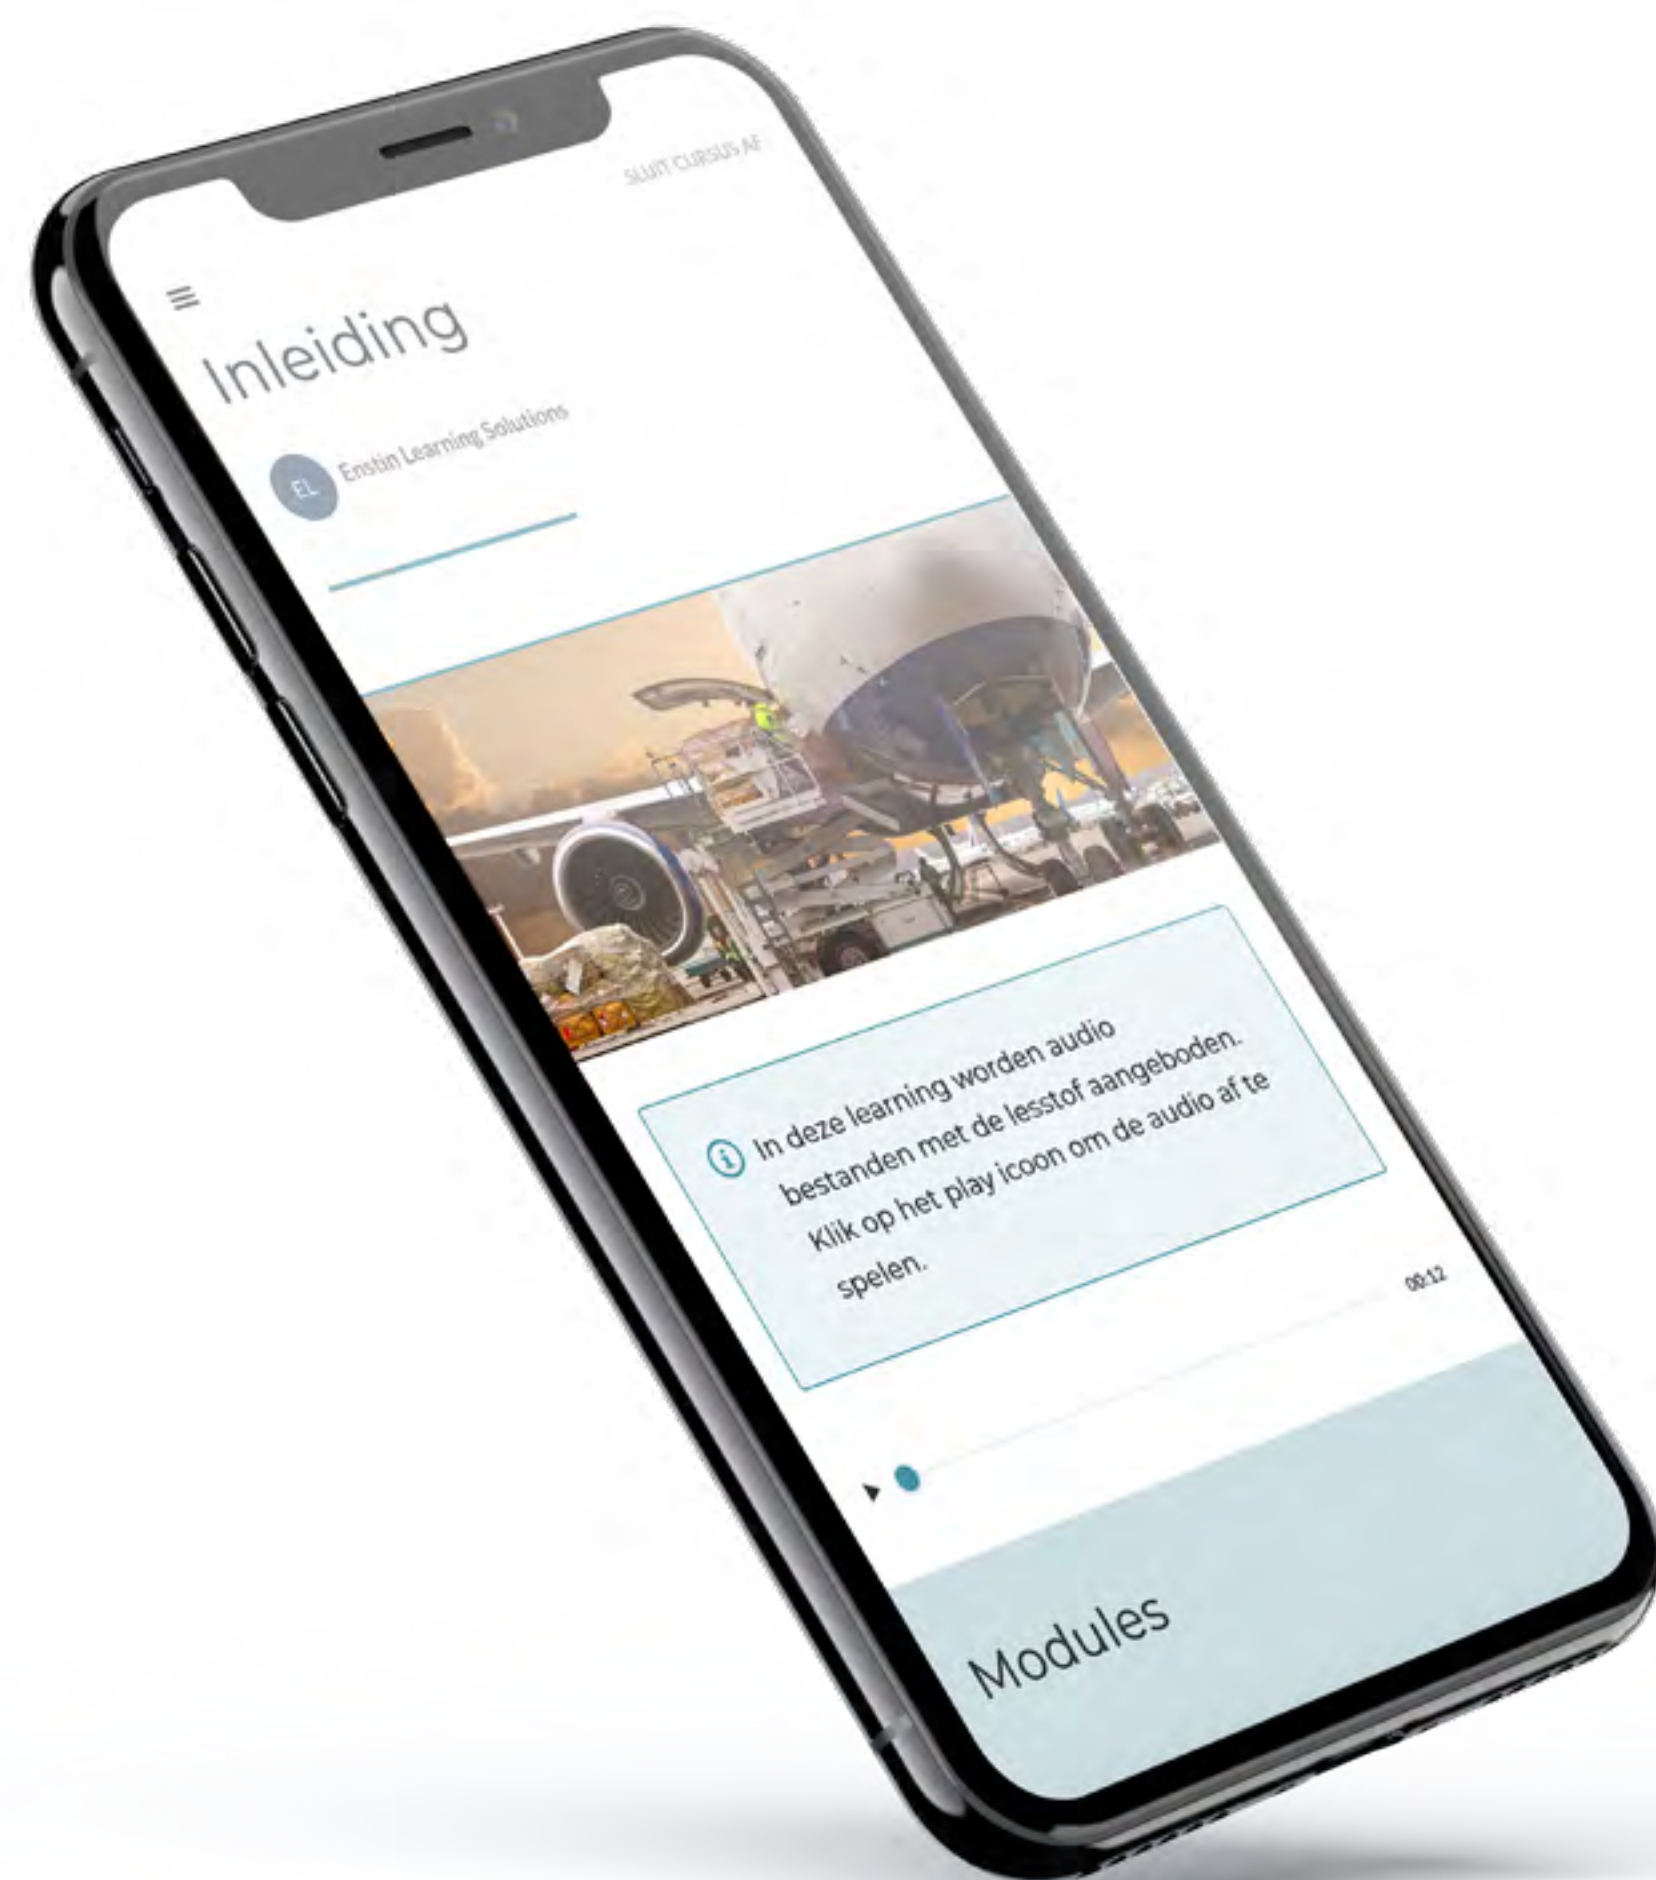 SLUIT CURSUS AF
Inleiding
EL
Enstin Learning Solutions
In deze learning worden audio
bestanden met de lesstof aangeboden.
Klik op het play icoon om de audio af te
spelen.
00:12
Modules